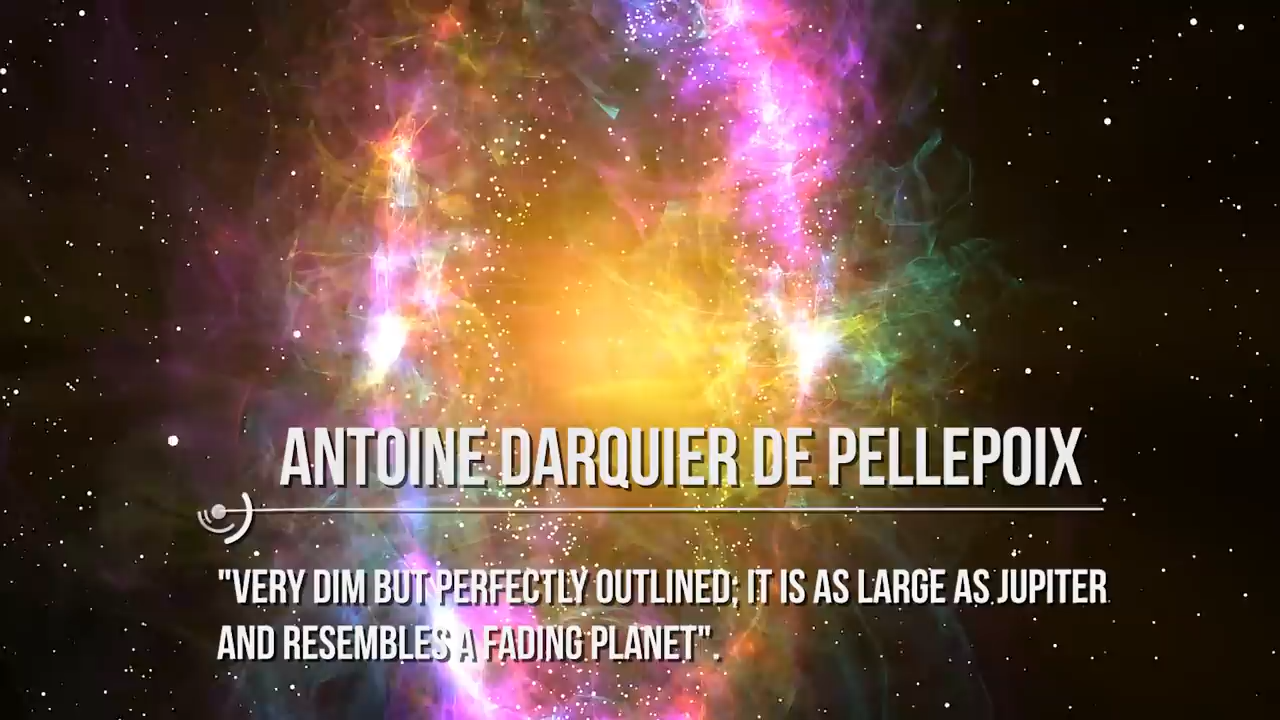 ANTOINE DARQUIER DE PELLEPOIX
"VERY DIM BUT PERFECTLY OUTLINED; IT IS AS LARGE AS JUPITER
AND RESEMBLES A FADING PLANET".